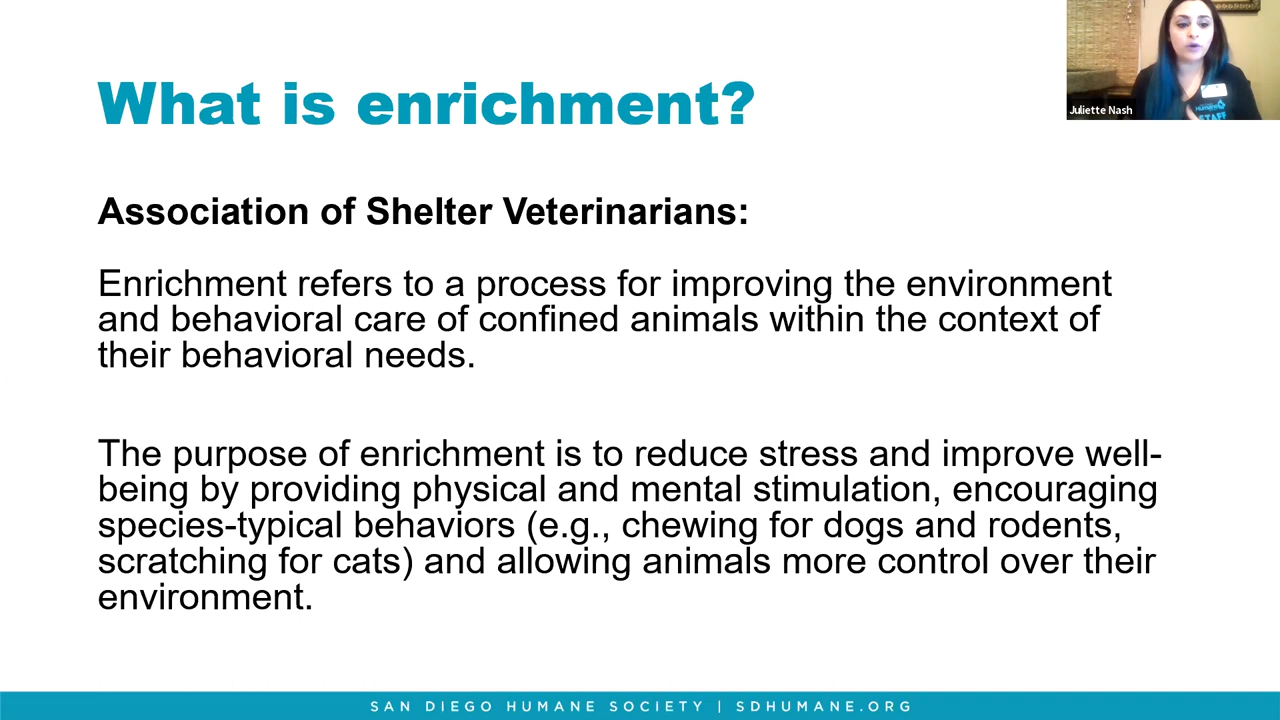 What is enrichment?
Juliette Nash
Humane
STAFF
Association of Shelter Veterinarians:
Enrichment refers to a process for improving the environment
and behavioral care of confined animals within the context of
their behavioral needs.
The purpose of enrichment is to reduce stress and improve well-
being by providing physical and mental stimulation, encouraging
species-typical behaviors (e.g., chewing for dogs and rodents,
scratching for cats) and allowing animals more control over their
environment.
SAN DIEGO HUMANE SOCIETY | SDHUMANE.ORG